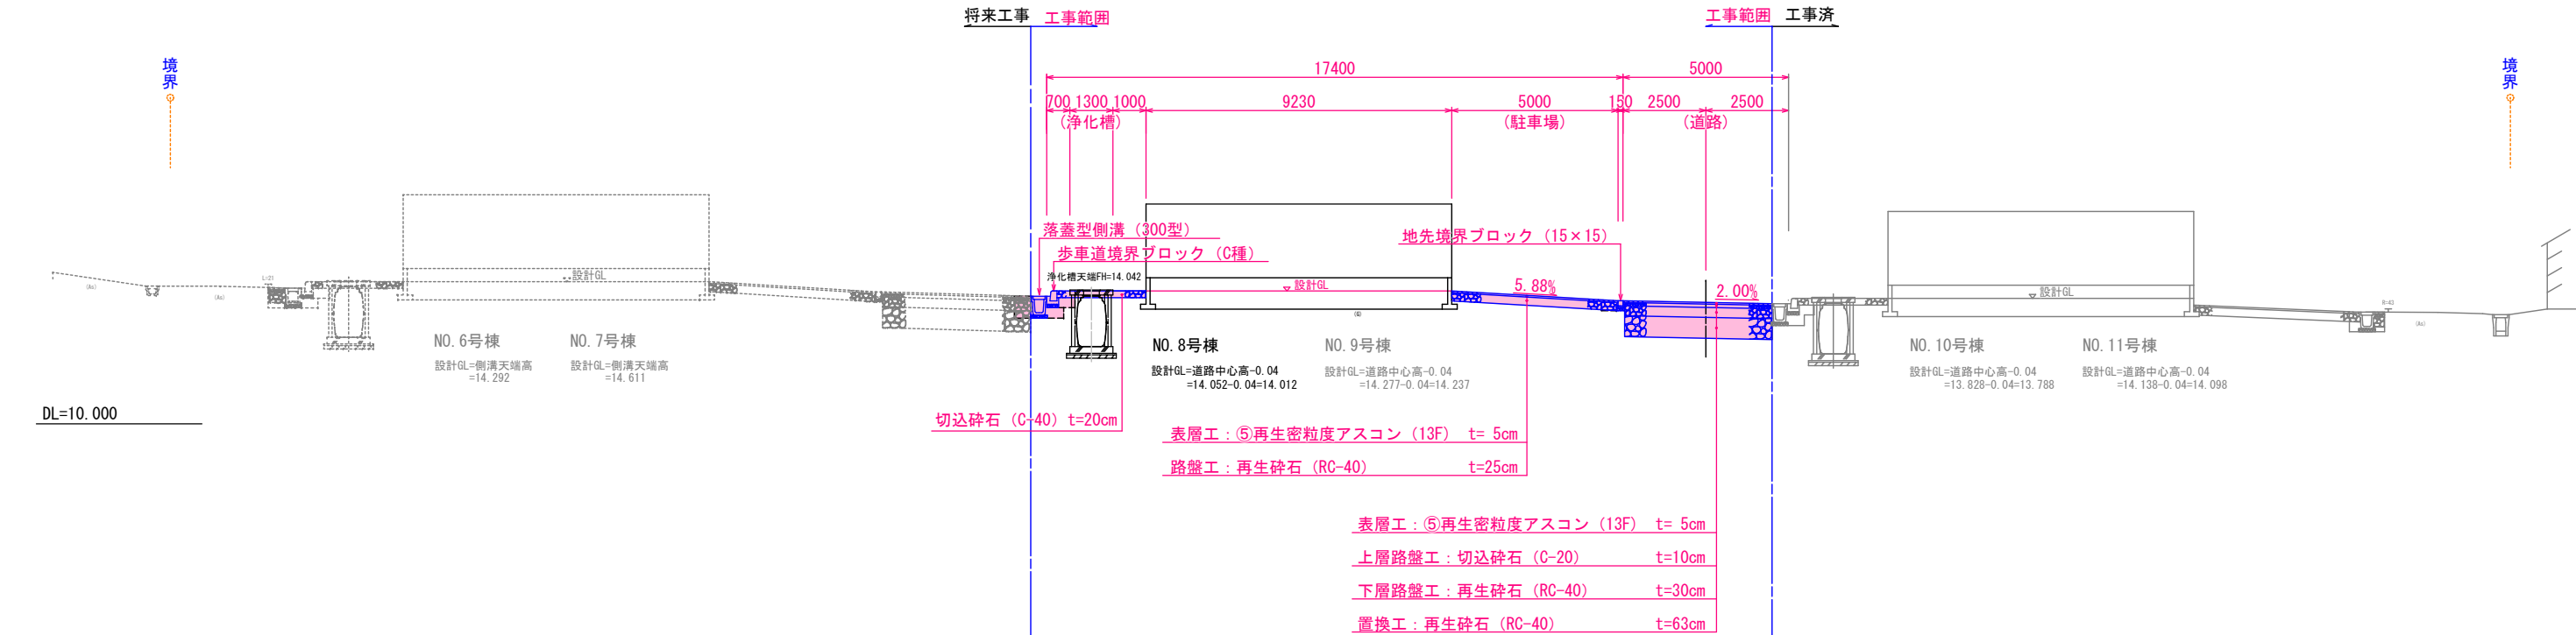 将来工事 工事範囲
工事範囲 工事済
境界
境界
17400 5000
700 1300 1000 9230 5000 150 2500 2500
(浄化槽) (駐車場) (道路)
落蓋型側溝 (300型)
地先境界ブロック (15×15)
歩車道境界ブロック (C種)
浄化槽天端FH=14.042
L=21
設計GL
設計GL
5.88%
2.00%
設計GL
R=43
(As)
(As)
(As)
NO.6号棟 NO.7号棟
設計GL=側溝天端高 設計GL=側溝天端高
=14.292 =14.611
NO.8号棟 NO.9号棟
設計GL=道路中心高-0.04 設計GL=道路中心高-0.04
=14.052-0.04=14.012 =14.277-0.04=14.237
NO.10号棟 NO.11号棟
設計GL=道路中心高-0.04 設計GL=道路中心高-0.04
=13.828-0.04=13.788 =14.138-0.04=14.098
DL=10.000
切込砕石 (C-40) t=20cm
表層工：⑤再生密粒度アスコン (13F) t= 5cm
路盤工：再生砕石 (RC-40) t=25cm
表層工：⑤再生密粒度アスコン (13F) t= 5cm
上層路盤工：切込砕石 (C-20) t=10cm
下層路盤工：再生砕石 (RC-40) t=30cm
置換工：再生砕石 (RC-40) t=63cm